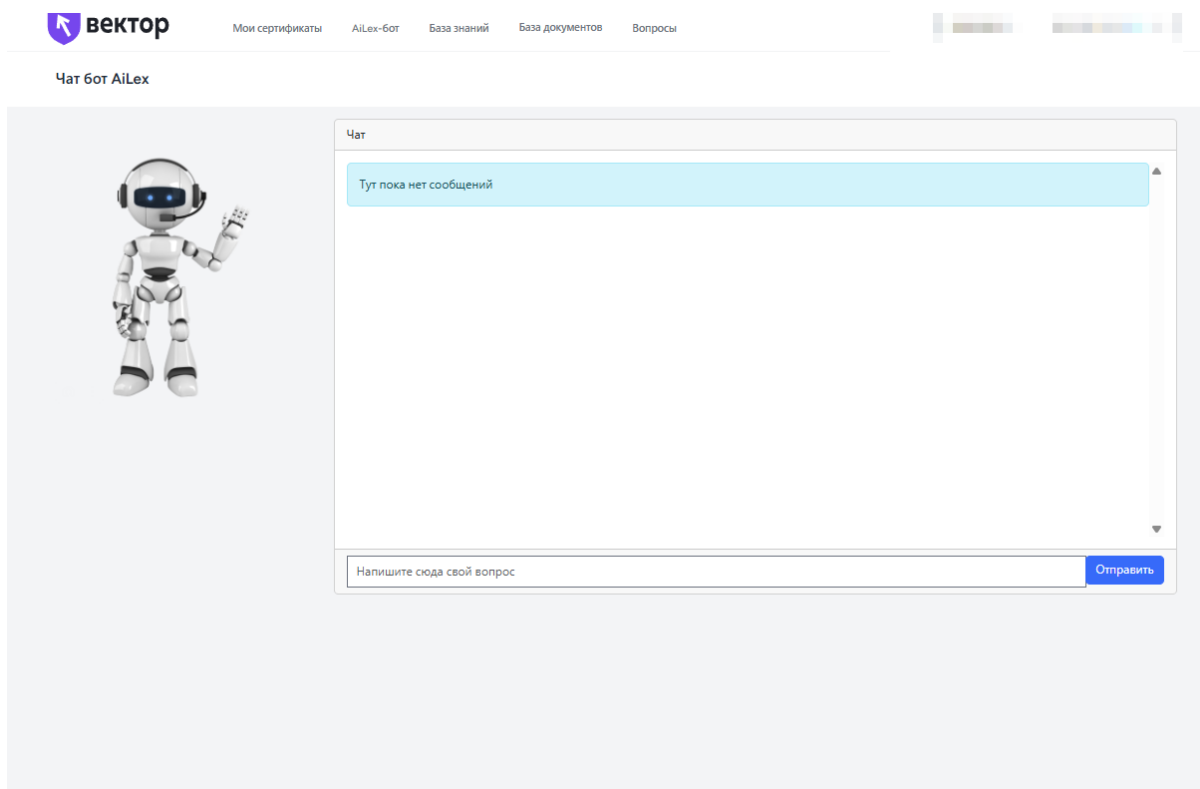 вектор
Мои сертификаты AiLex-бот База знаний База документов Вопросы
Чат бот AiLex
Чат
Тут пока нет сообщений
Напишите сюда свой вопрос Отправить